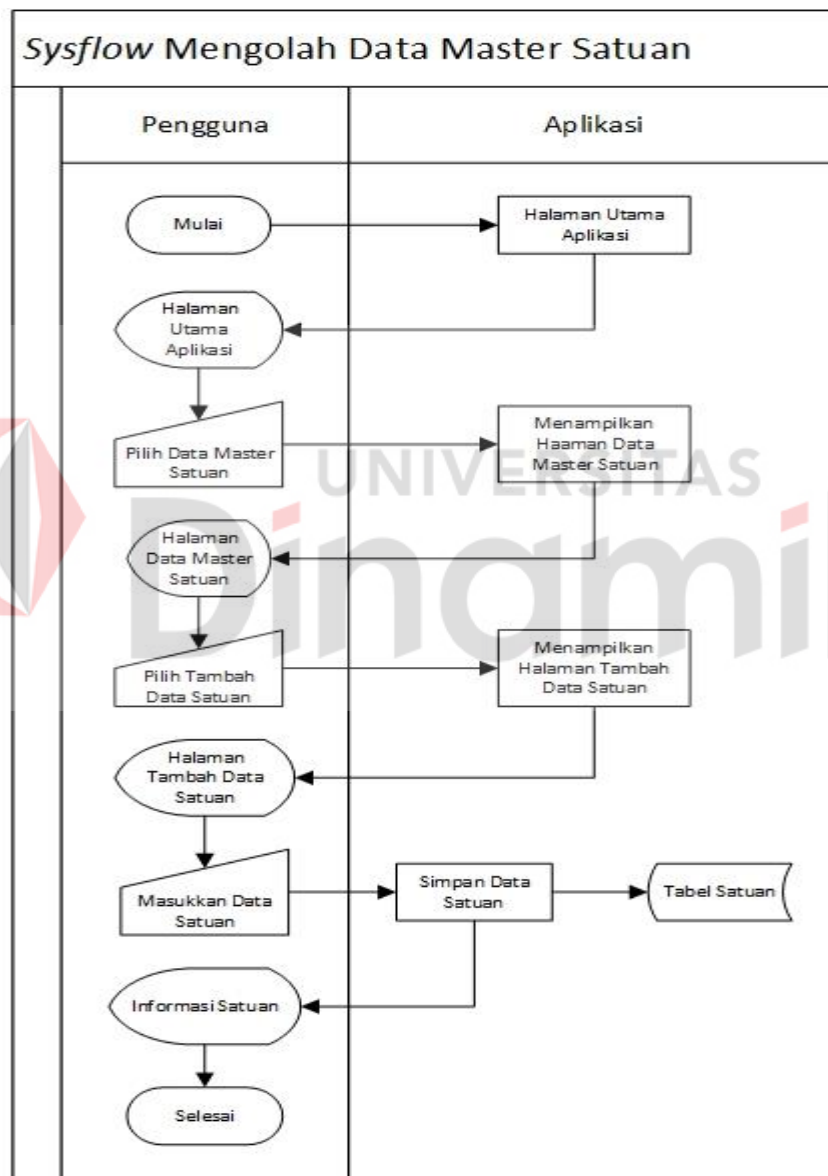 Sysflow Mengolah Data Master Satuan
Pengguna
Aplikasi
Mulai
Halaman Utama
Aplikasi
Halaman
Utama
Aplikasi
Pilih Data Master
Satuan
Menampilkan
Haaman Data
Master Satuan
UNIVERSITAS
Dinami
Halaman
Data Master
Satuan
Pilih Tambah
Data Satuan
Menampilkan
Halaman Tambah
Data Satuan
Halaman
Tambah Data
Satuan
Masukkan Data
Satuan
Simpan Data
Satuan
Tabel Satuan
Informasi Satuan
Selesai